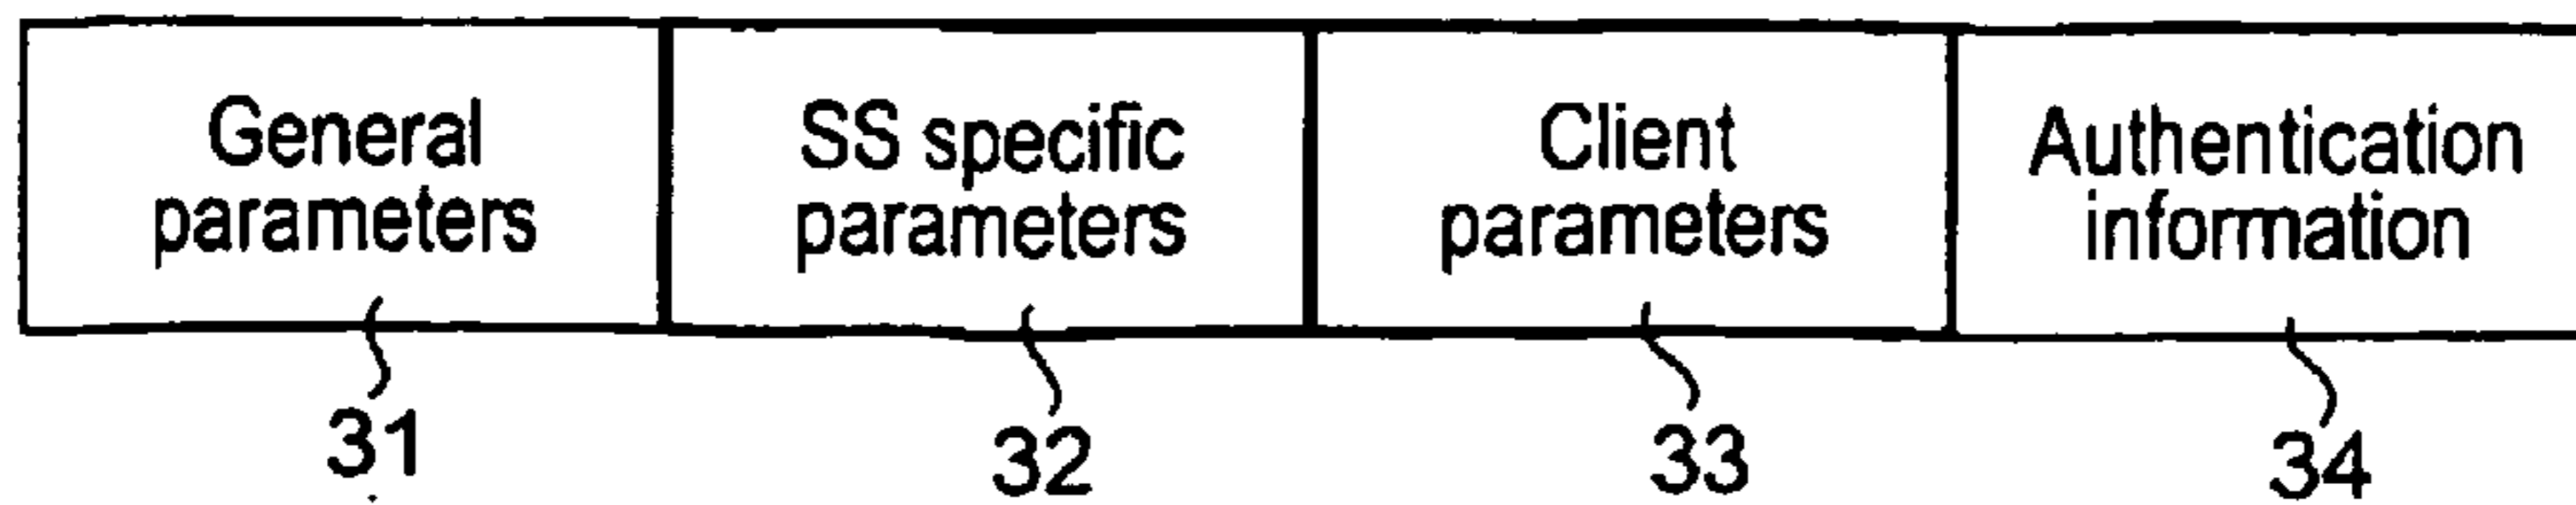 General
parameters
SS specific
parameters
Client
parameters
Authentication
information
31
32
33
34